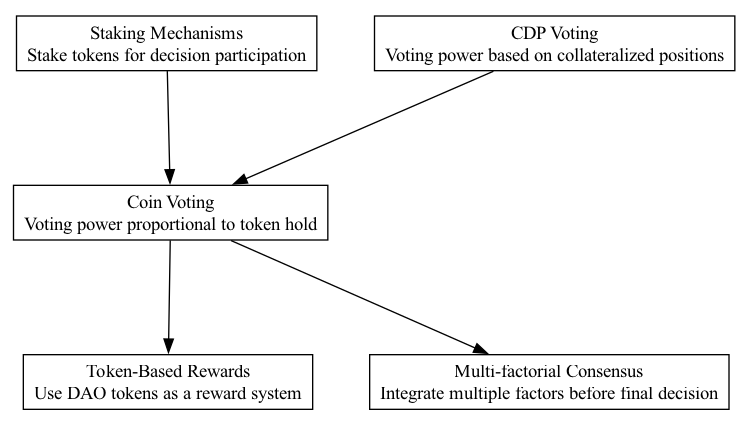 Staking Mechanisms
Stake tokens for decision participation
CDP Voting
Voting power based on collateralized positions
Coin Voting
Voting power proportional to token hold
Token-Based Rewards
Use DAO tokens as a reward system
Multi-factorial Consensus
Integrate multiple factors before final decision